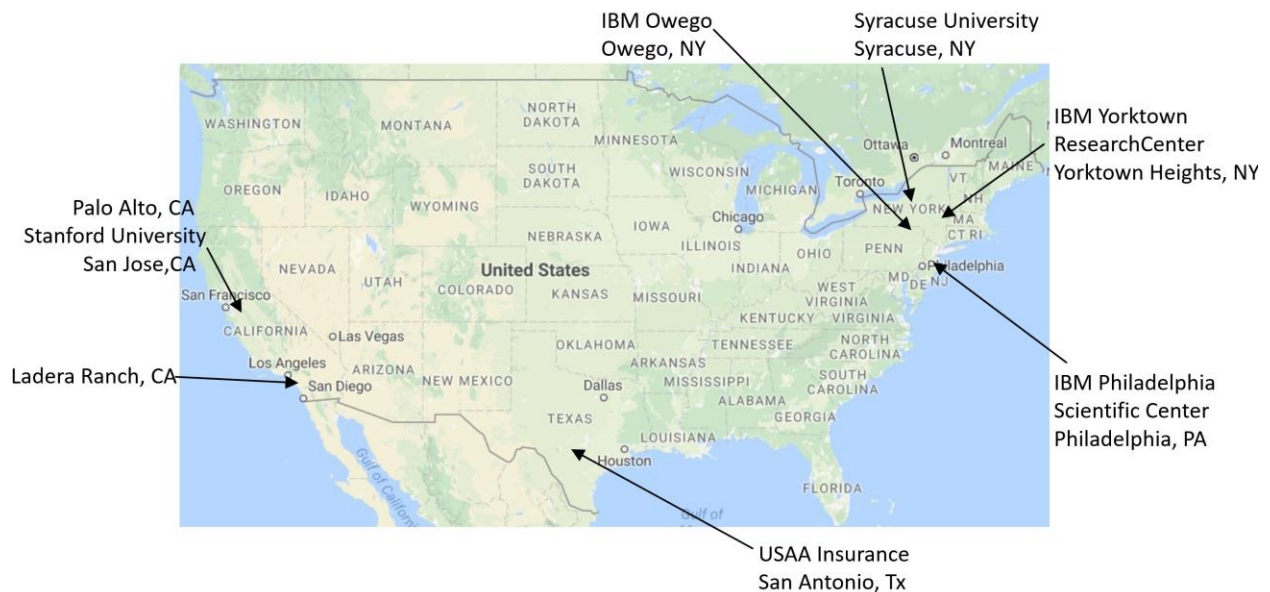 IBM Owego
Owego, NY
Syracuse University
Syracuse, NY
IBM Yorktown
ResearchCenter
Yorktown Heights, NY
Palo Alto, CA
Stanford University
San Jose,CA
Ladera Ranch, CA
IBM Philadelphia
Scientific Center
Philadelphia, PA
USAA Insurance
San Antonio, Tx
WASHINGTON
MONTANA
NORTH
DAKOTA
MINNESOTA
Ottawa
Montreal
MAINE
OREGON
IDAHO
SOUTH
DAKOTA
WISCONSIN
MICHIGAN
Toronto
VT
NH
WYOMING
NEW YORK
MA
CT RI
Chicago
IOWA
NEBRASKA
ILLINOIS
INDIANA
OHIO
PENN
Philadelphia
NEVADA
UTAH
COLORADO
United States
KANSAS
MISSOURI
WEST
VIRGINIA
MD
DE
NJ
San Francisco
CALIFORNIA
Las Vegas
KENTUCKY
VIRGINIA
Los Angeles
San Diego
ARIZONA
NEW MEXICO
OKLAHOMA
ARKANSAS
TENNESSEE
NORTH
CAROLINA
SOUTH
CAROLINA
Dallas
MISSISSIPPI
ALABAMA
GEORGIA
TEXAS
LOUISIANA
Houston
FLORIDA
Gulf of California
Gulf of